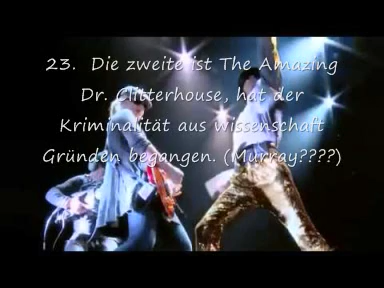 23.  Die zweite ist The Amazing
Dr. Clitterhouse, hat der
Kriminalität aus wissenschaft
Gründen begangen. (Murray????)